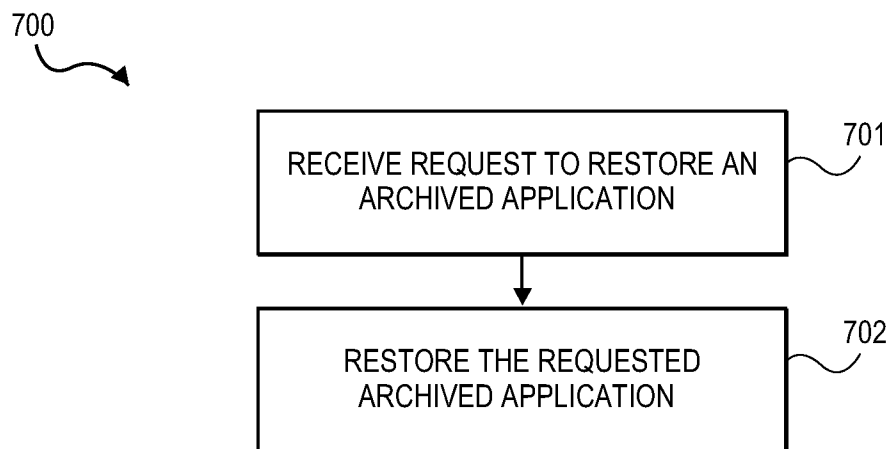 700
RECEIVE REQUEST TO RESTORE AN
ARCHIVED APPLICATION
701
RESTORE THE REQUESTED
ARCHIVED APPLICATION
702